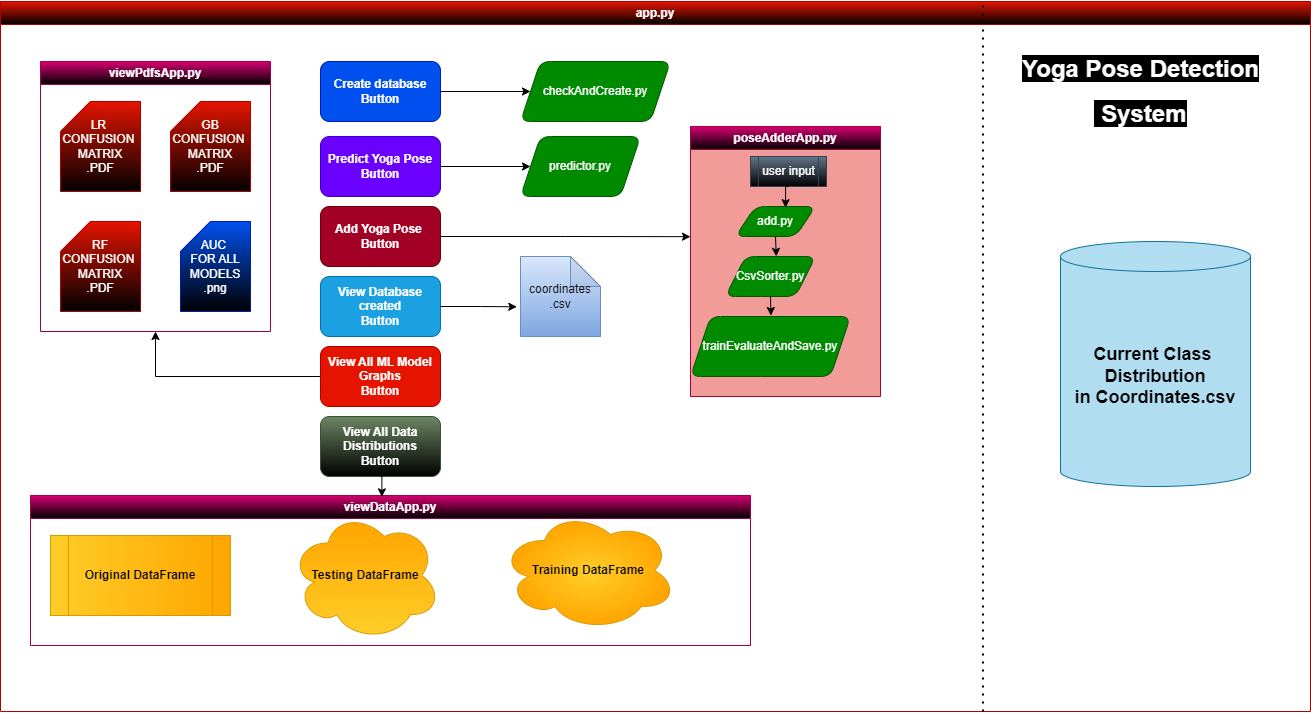 app.py
viewPdfsApp.py
LR
CONFUSION
MATRIX
.PDF
GB
CONFUSION
MATRIX
.PDF
RF
CONFUSION
MATRIX
.PDF
AUC
FOR ALL
MODELS
.png
Create database
Button
checkAndCreate.py
Predict Yoga Pose
Button
predictor.py
Add Yoga Pose
Button
View Database
created
Button
coordinates
.csv
View All ML Model
Graphs
Button
View All Data
Distributions
Button
poseAdderApp.py
user input
add.py
CsvSorter.py
trainEvaluateAndSave.py
viewDataApp.py
Original DataFrame
Testing DataFrame
Training DataFrame
Yoga Pose Detection
System
Current Class
Distribution
in Coordinates.csv